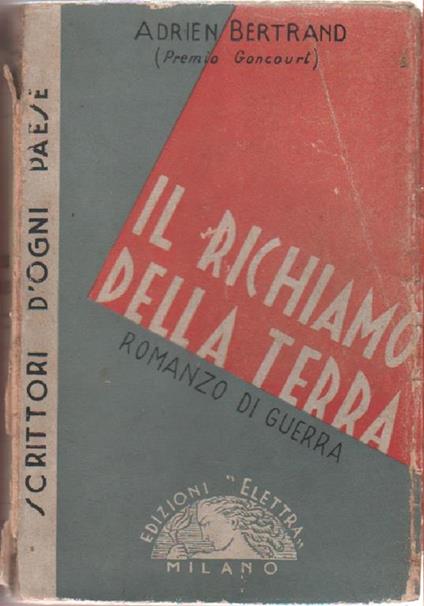 ADRIEN BERTRAND
(Premio Goncourt)
IL RICHIAMO
DELLA TERRA
ROMANZO DI GUERRA
SCRITTORI D'OGNI PAESE
EDIZIONI "ELETTRA"
MILANO